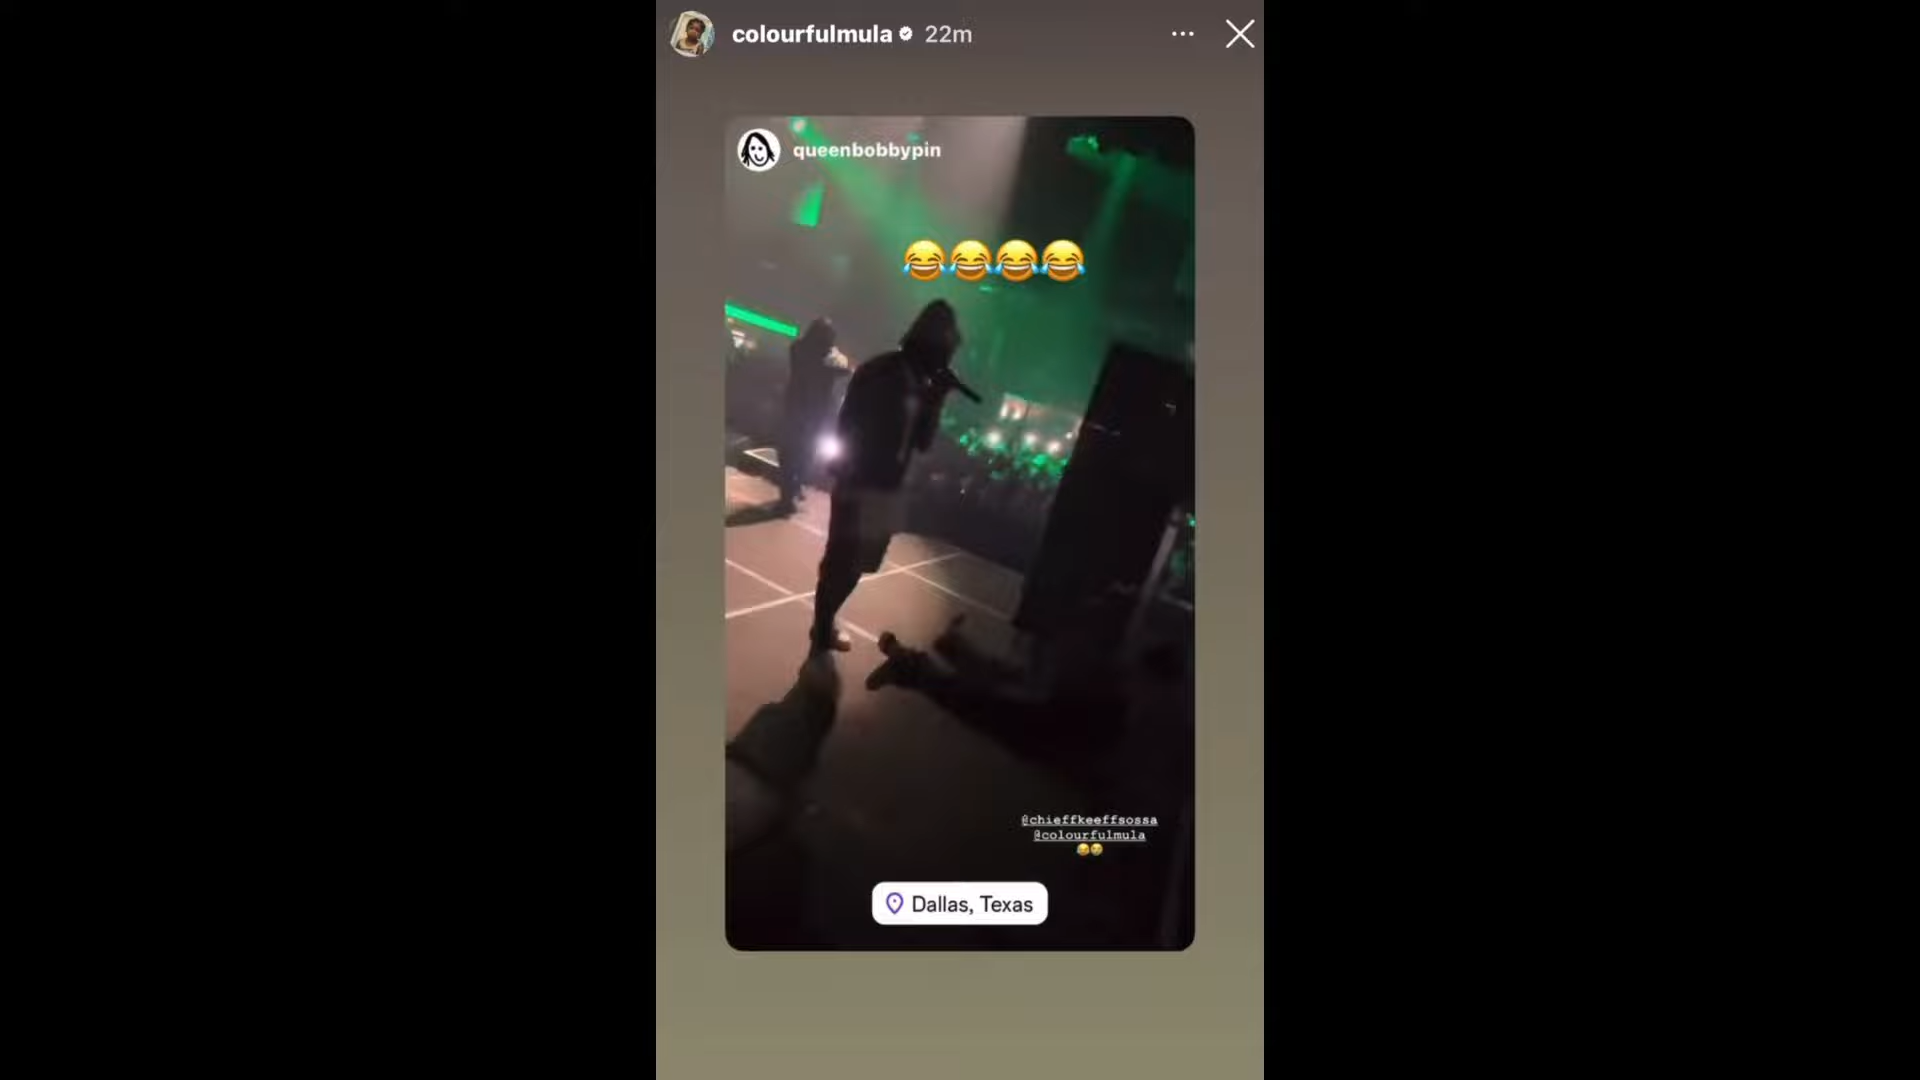 colourfulmula 22m
queenbobbypin
😂😂😂😂
@chieffkeeffsossa
@colourfulmula
😂😭
Dallas, Texas